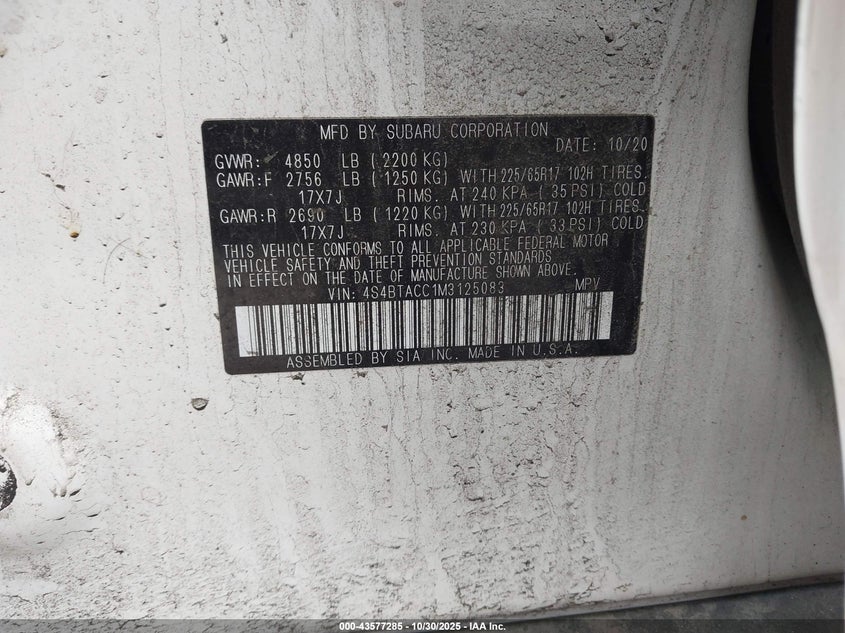 MFD BY SUBARU CORPORATION
DATE: 10/20
GVWR: 4850 LB ( 2200 KG)
GAWR:F 2756 LB ( 1250 KG) WITH 225/65R17 102H TIRES.
17X7J RIMS. AT 240 KPA ( 35 PSI) COLD
GAWR:R 2690 LB ( 1220 KG) WITH 225/65R17 102H TIRES.
17X7J RIMS. AT 230 KPA ( 33 PSI) COLD
THIS VEHICLE CONFORMS TO ALL APPLICABLE FEDERAL MOTOR
VEHICLE SAFETY AND THEFT PREVENTION STANDARDS
IN EFFECT ON THE DATE OF MANUFACTURE SHOWN ABOVE.
VIN: 4S4BTACC1M3125083 MPV
ASSEMBLED BY SIA INC. MADE IN U.S.A.
000-43577285 - 10/30/2025 - IAA Inc.